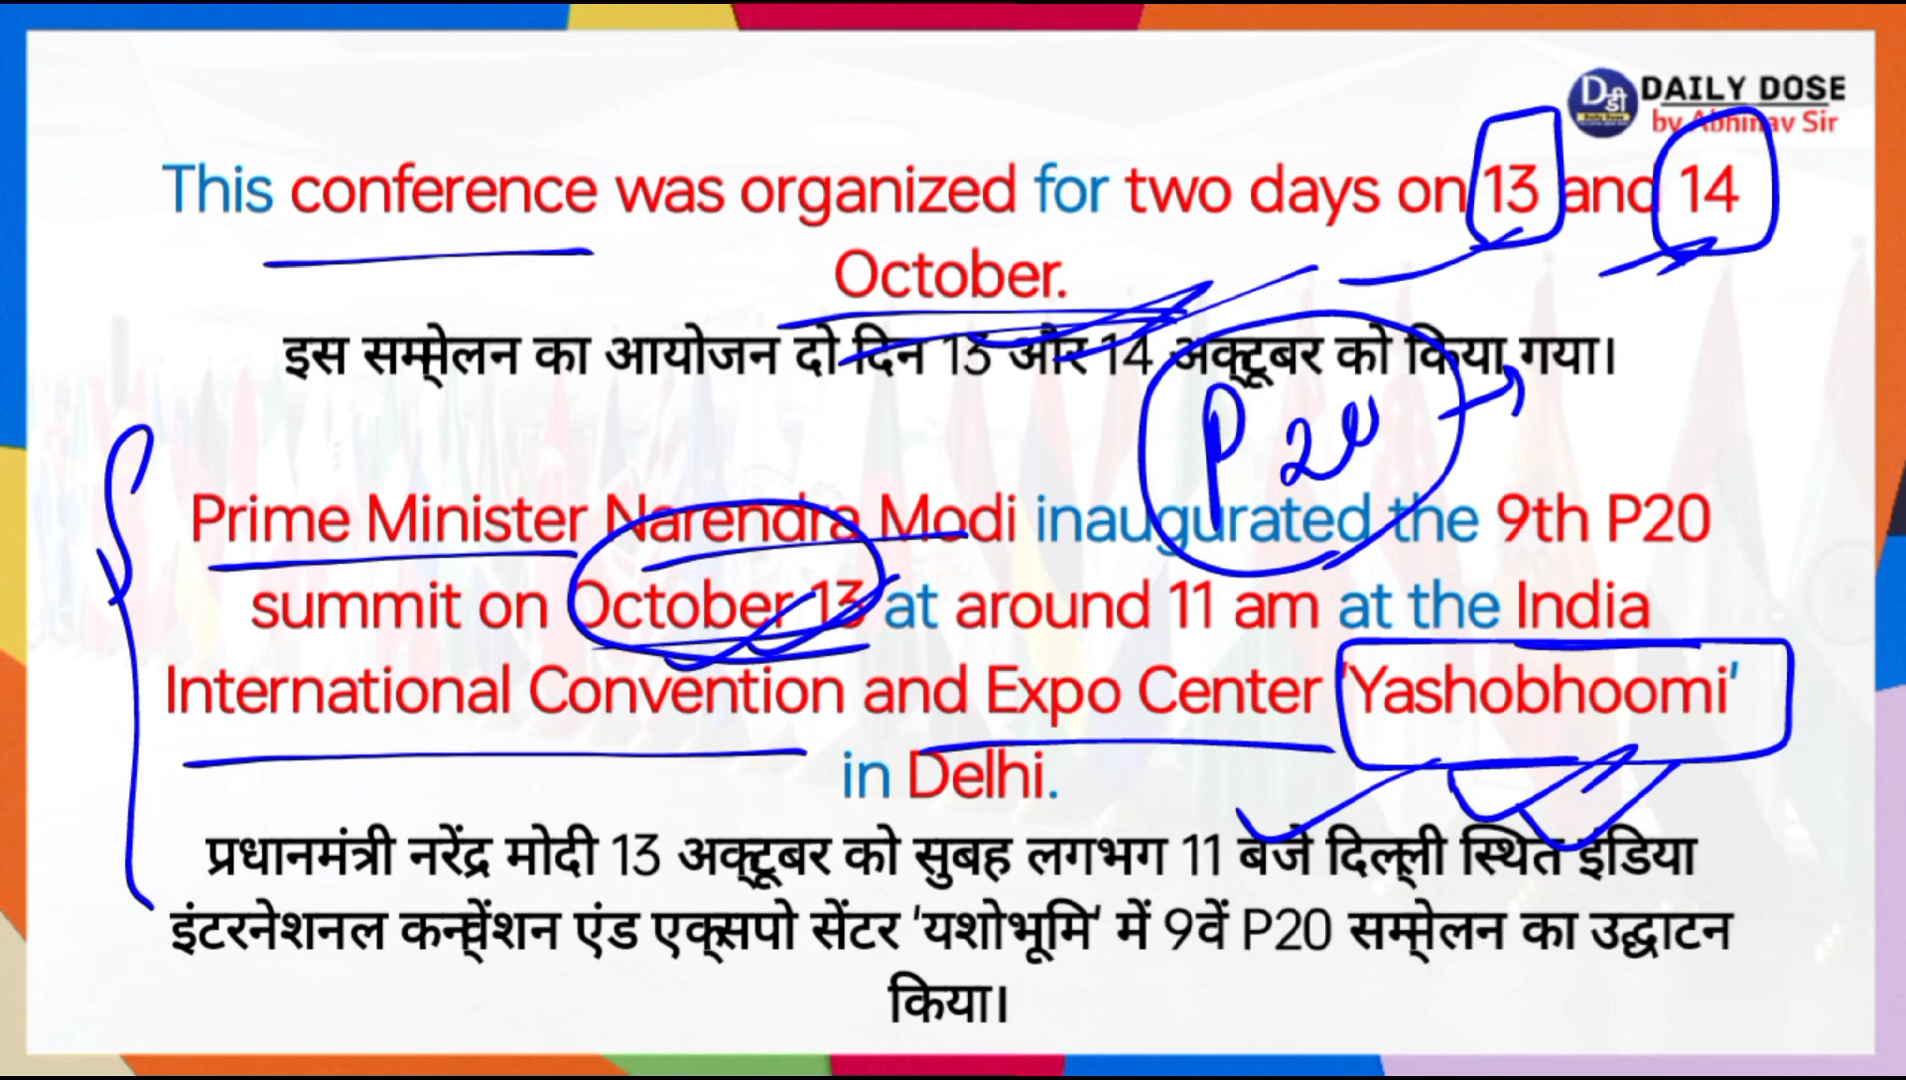 DAILY DOSE
by Abhinav Sir
This conference was organized for two days on 13 and 14
October.
इस सम्मेलन का आयोजन दो दिन 13 और 14 अक्टूबर को किया गया।
P 20
Prime Minister Narendra Modi inaugurated the 9th P20
summit on October 13 at around 11 am at the India
International Convention and Expo Center 'Yashobhoomi'
in Delhi.
प्रधानमंत्री नरेंद्र मोदी 13 अक्टूबर को सुबह लगभग 11 बजे दिल्ली स्थित इंडिया
इंटरनेशनल कन्वेंशन एंड एक्सपो सेंटर 'यशोभूमि' में 9वें P20 सम्मेलन का उद्घाटन
किया।